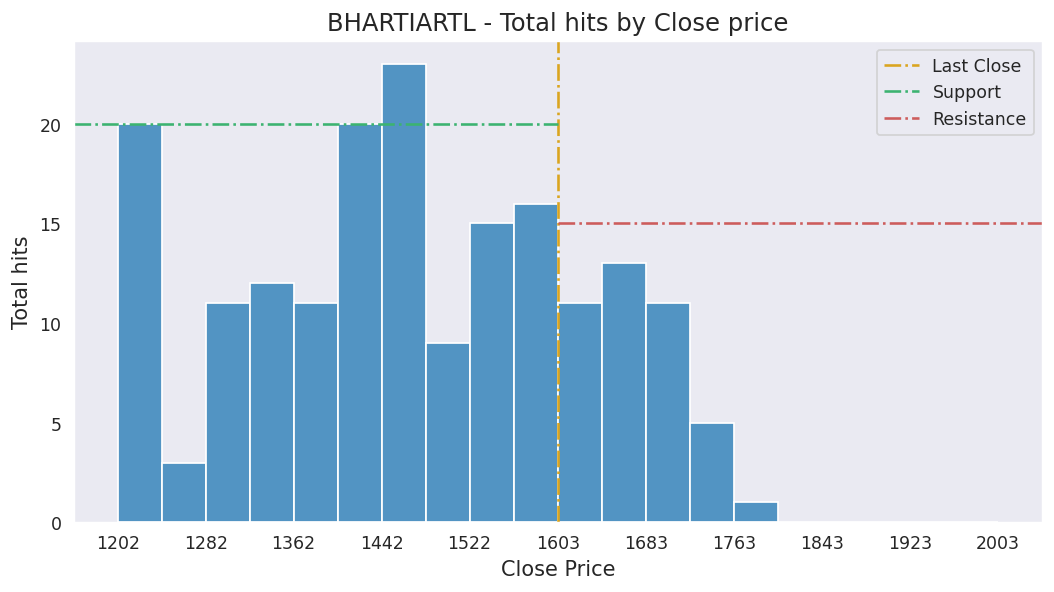 BHARTIARTL - Total hits by Close price
Last Close
Support
Resistance
Total hits
20
15
10
5
0
1202 1282 1362 1442 1522 1603 1683 1763 1843 1923 2003
Close Price